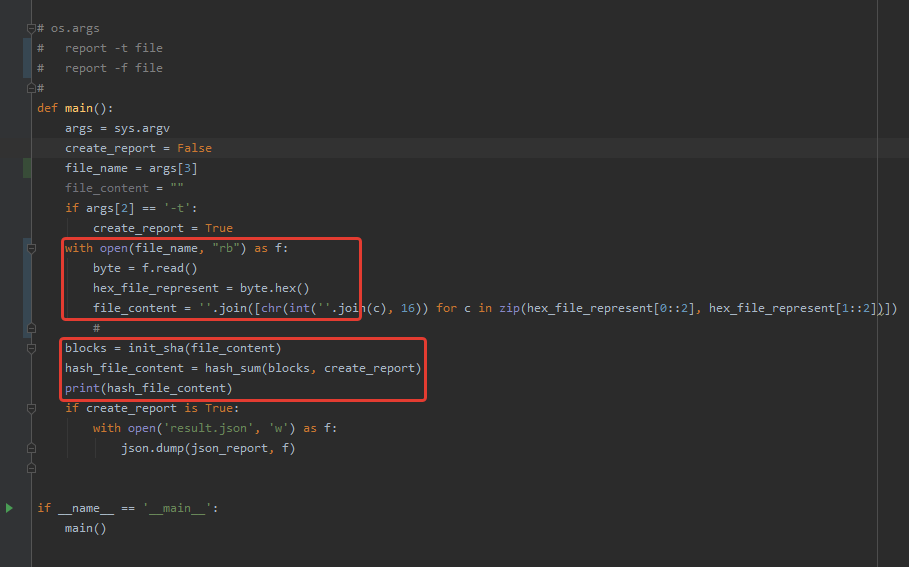 # os.args
#   report -t file
#   report -f file
#
def main():
    args = sys.argv
    create_report = False
    file_name = args[3]
    file_content = ""
    if args[2] == '-t':
        create_report = True
    with open(file_name, "rb") as f:
        byte = f.read()
        hex_file_represent = byte.hex()
        file_content = ''.join([chr(int(''.join(c), 16)) for c in zip(hex_file_represent[0::2], hex_file_represent[1::2])])
        #
    blocks = init_sha(file_content)
    hash_file_content = hash_sum(blocks, create_report)
    print(hash_file_content)
    if create_report is True:
        with open('result.json', 'w') as f:
            json.dump(json_report, f)
if __name__ == '__main__':
    main()